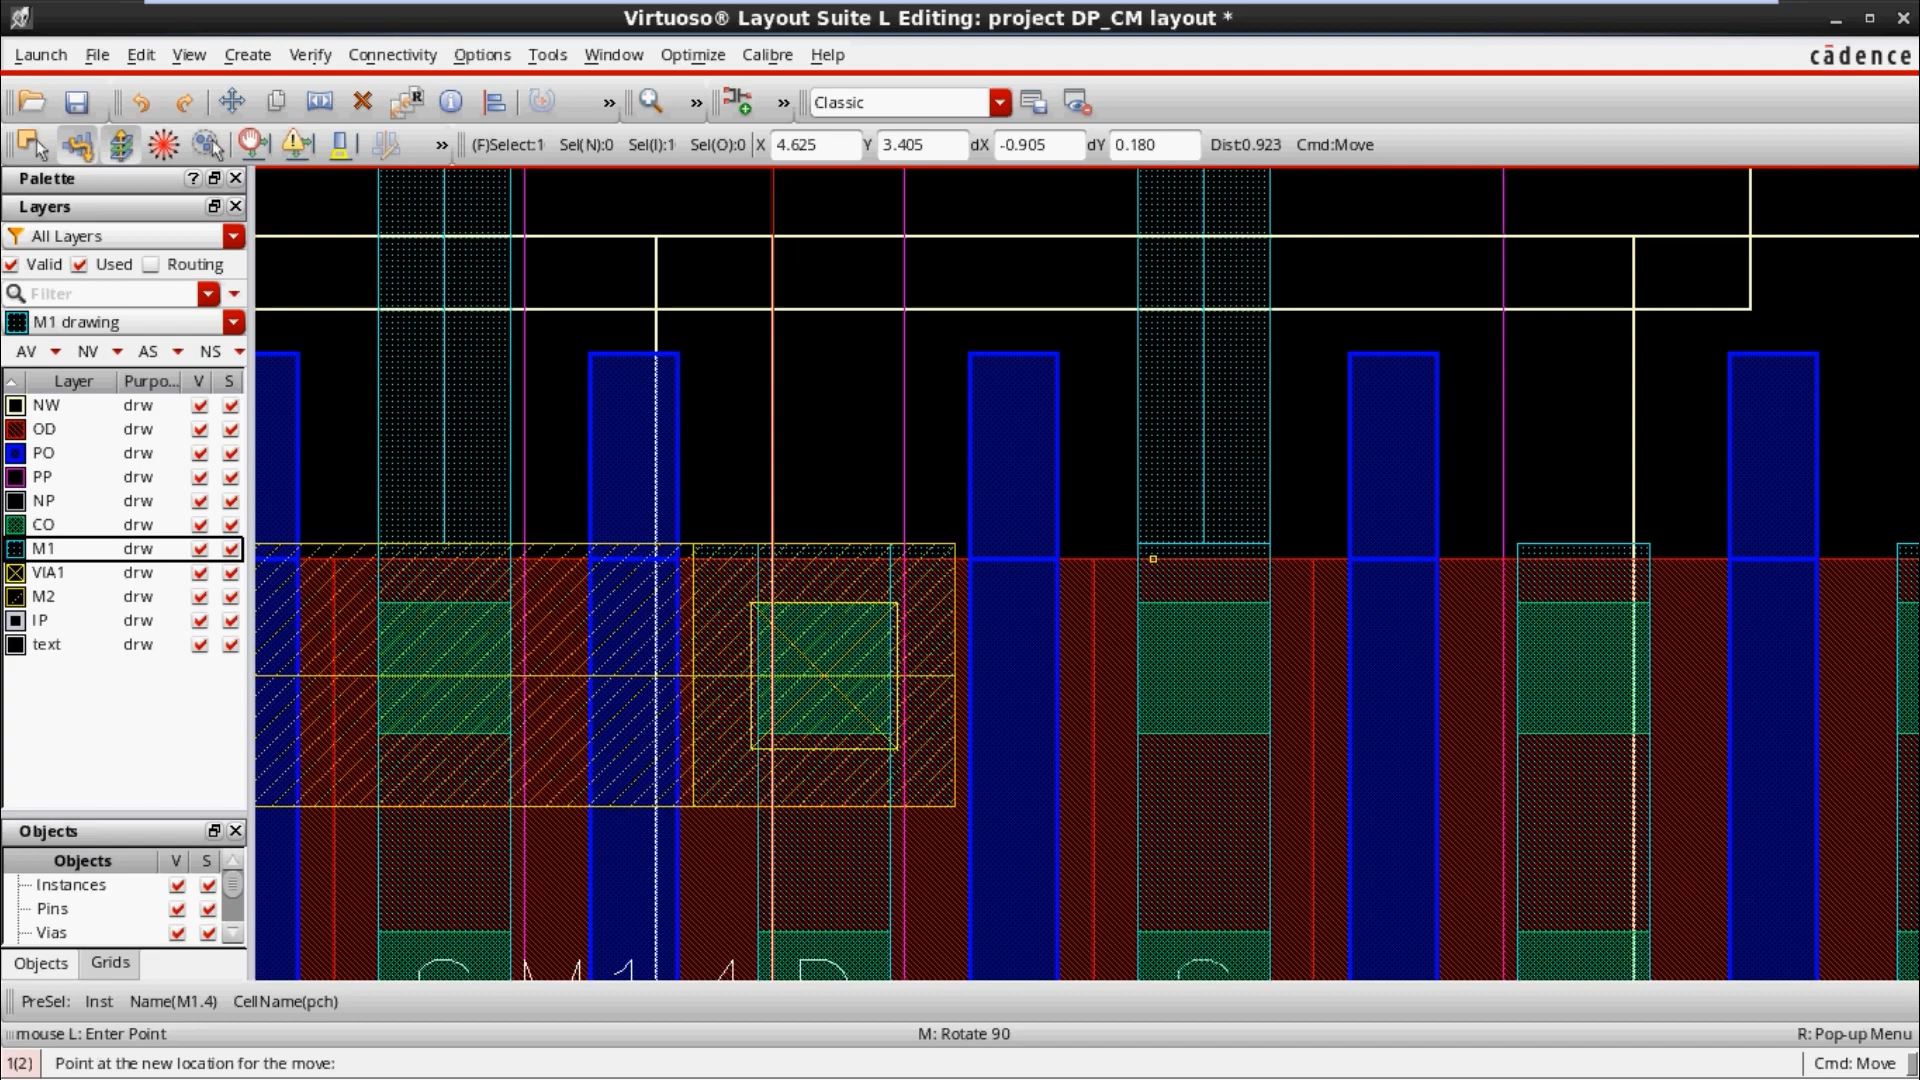 Virtuoso® Layout Suite L Editing: project DP_CM layout *
Launch File Edit View Create Verify Connectivity Options Tools Window Optimize Calibre Help
cādence
R » » » Classic
» (F)Select:1 Sel(N):0 Sel(I):1 Sel(O):0 X 4.625 Y 3.405 dX -0.905 dY 0.180 Dist:0.923 Cmd:Move
Palette ?
Layers
All Layers
Valid Used Routing
Filter
M1 drawing
AV NV AS NS
Layer Purpo... V S
NW drw
OD drw
PO drw
PP drw
NP drw
CO drw
M1 drw
VIA1 drw
M2 drw
IP drw
text drw
Objects
Objects V S
Instances
Pins
Vias
Objects Grids
PreSel: Inst Name(M1.4) CellName(pch)
mouse L: Enter Point M: Rotate 90 R: Pop-up Menu
1(2) Point at the new location for the move: Cmd: Move